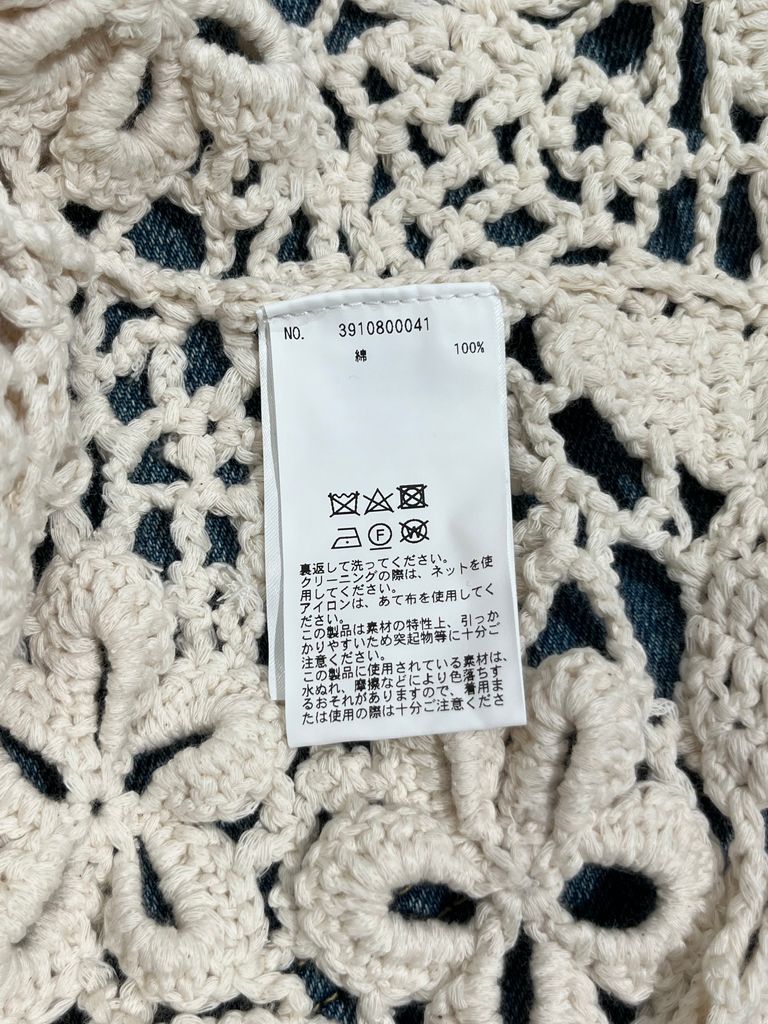 NO. 3910800041
綿 100%
F W
裏返して洗ってください。
クリーニングの際は、ネットを使
用してください。
アイロンは、あて布を使用してく
ださい。
この製品は素材の特性上、引っか
かりやすいため突起物等に十分ご
注意ください。
この製品に使用されている素材は、
水ぬれ、摩擦などにより色落ちす
るおそれがありますので、着用ま
たは使用の際は十分ご注意くださ